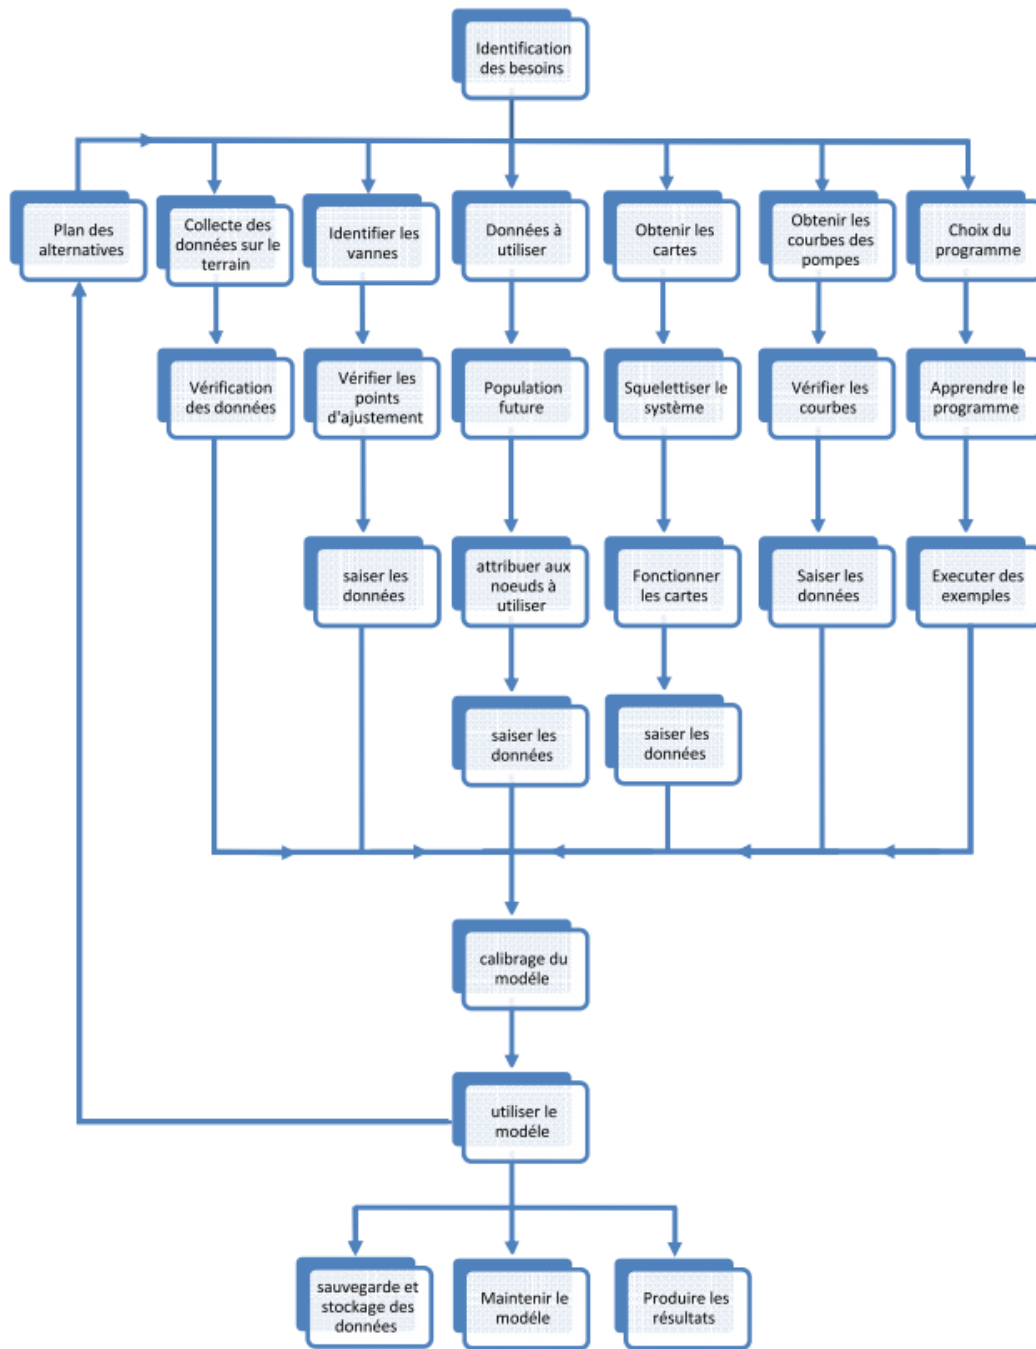 Identification
des besoins
Plan des
alternatives
Collecte des
données sur le
terrain
Identifier les
vannes
Données à
utiliser
Obtenir les
cartes
Obtenir les
courbes des
pompes
Choix du
programme
Vérification
des données
Vérifier les
points
d'ajustement
Population
future
Squelettiser le
système
Vérifier les
courbes
Apprendre le
programme
saiser les
données
attribuer aux
noeuds à
utiliser
Fonctionner
les cartes
Saiser les
données
Executer des
exemples
saiser les
données
saiser les
données
calibrage du
modéle
utiliser le
modéle
sauvegarde et
stockage des
données
Maintenir le
modéle
Produire les
résultats